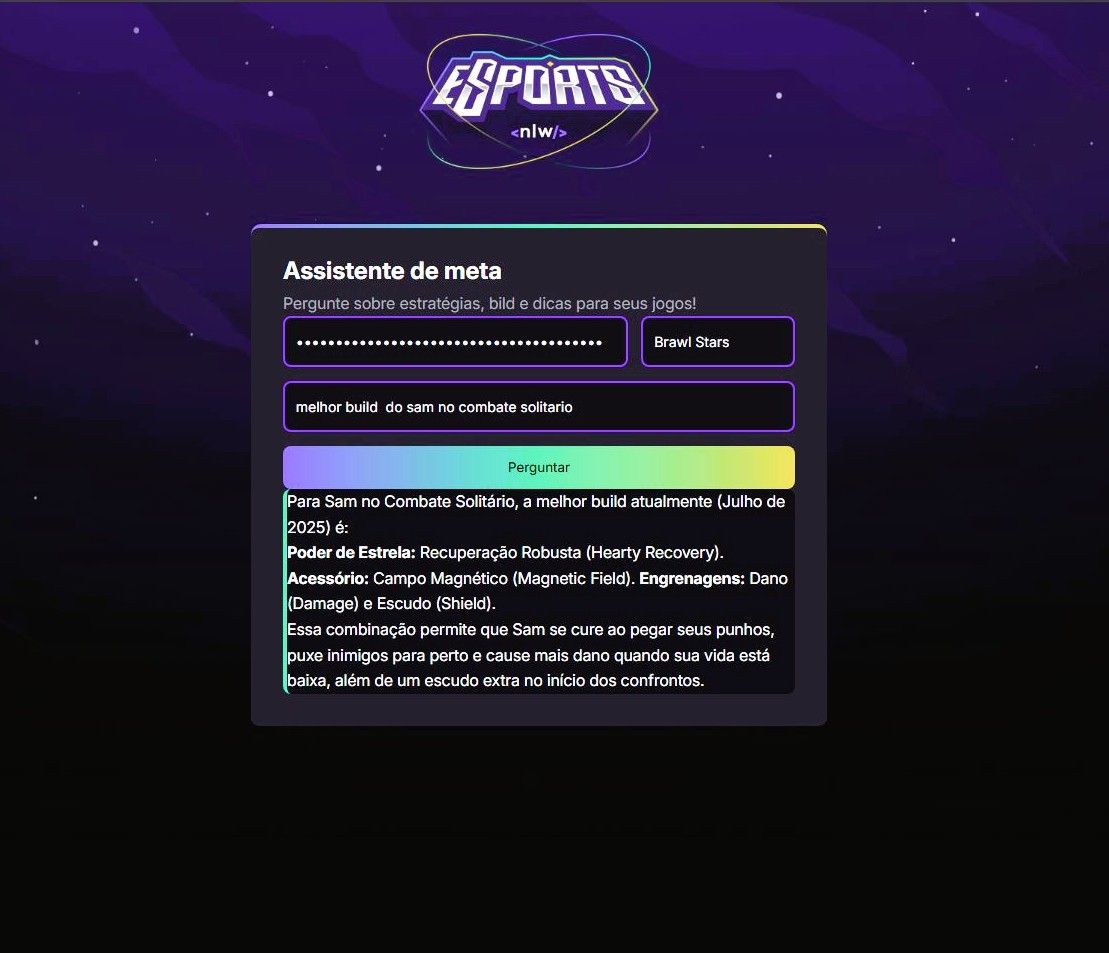 ESPORTS
<nlw/>
Assistente de meta
Pergunte sobre estratégias, bild e dicas para seus jogos!
•••••••••••••••••••••••••••••••••••••••
Brawl Stars
melhor build  do sam no combate solitario
Perguntar
Para Sam no Combate Solitário, a melhor build atualmente (Julho de
2025) é:
Poder de Estrela: Recuperação Robusta (Hearty Recovery).
Acessório: Campo Magnético (Magnetic Field). Engrenagens: Dano
(Damage) e Escudo (Shield).
Essa combinação permite que Sam se cure ao pegar seus punhos,
puxe inimigos para perto e cause mais dano quando sua vida está
baixa, além de um escudo extra no início dos confrontos.